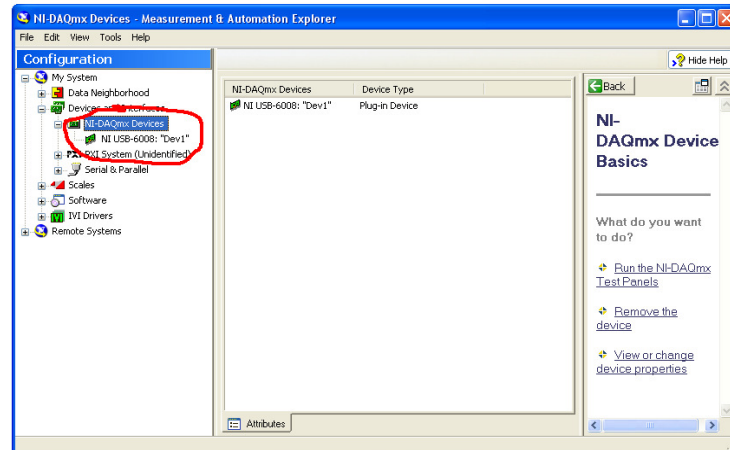 NI-DAQmx Devices - Measurement & Automation Explorer
File Edit View Tools Help
Configuration
Hide Help
My System
Data Neighborhood
Devices and Interfaces
NI-DAQmx Devices
NI USB-6008: "Dev1"
PXI System (Unidentified)
Serial & Parallel
Scales
Software
IVI Drivers
Remote Systems
NI-DAQmx Devices Device Type
NI USB-6008: "Dev1" Plug-in Device
Attributes
Back
NI-
DAQmx Device
Basics
What do you want
to do?
Run the NI-DAQmx
Test Panels
Remove the
device
View or change
device properties